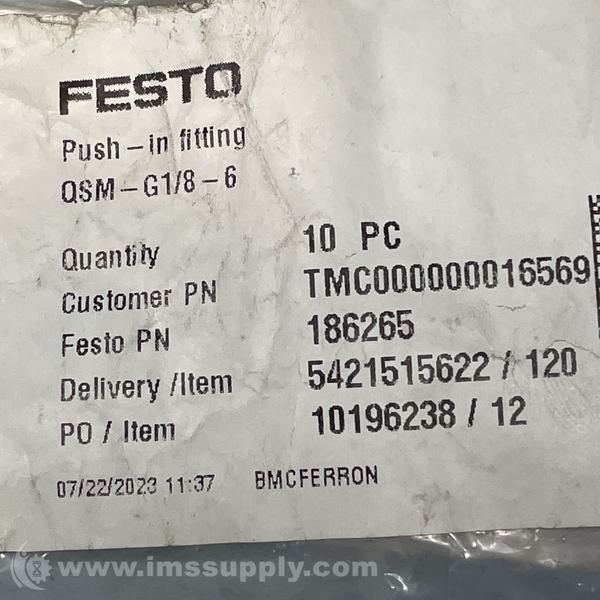 FESTO
Push-in fitting
QSM-G1/8-6
Quantity 10 PC
Customer PN TMC000000016569
Festo PN 186265
Delivery /Item 5421515622 / 120
PO / Item 10196238 / 12
07/22/2023 11:37 BMCFERRON
www.imssupply.com